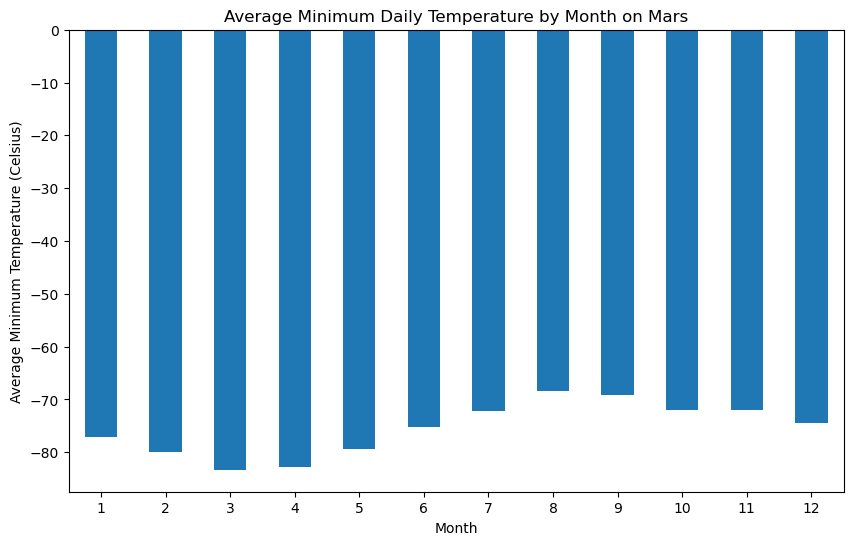 Average Minimum Daily Temperature by Month on Mars
Average Minimum Temperature (Celsius)
0
−10
−20
−30
−40
−50
−60
−70
−80
1 2 3 4 5 6 7 8 9 10 11 12
Month